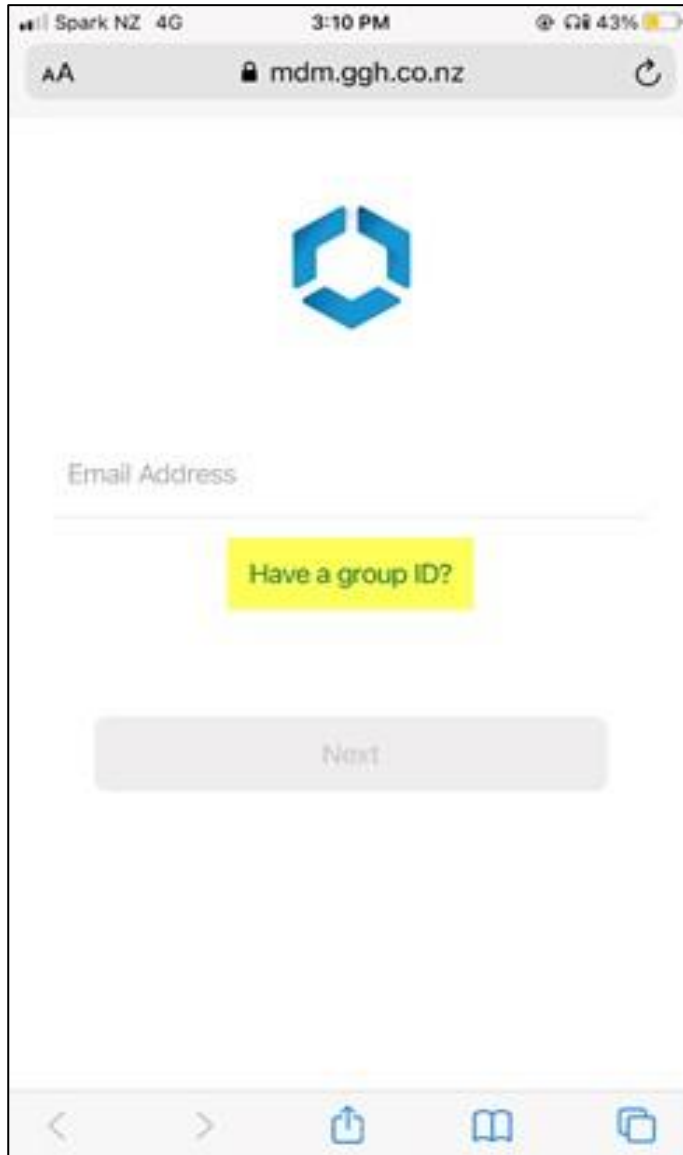 Spark NZ 4G 3:10 PM 43%
AA mdm.ggh.co.nz
Email Address
Have a group ID?
Next